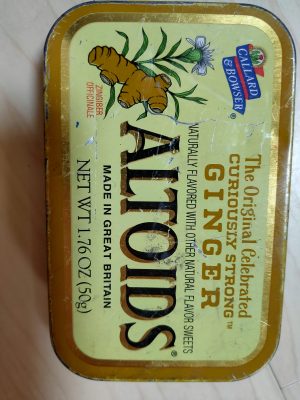 CALLARD
& BOWSER®
The Original Celebrated
CURIOUSLY STRONG™
GINGER
NATURALLY FLAVORED WITH OTHER NATURAL FLAVOR SWEETS
ALTOIDS®
MADE IN GREAT BRITAIN
NET WT 1.76 OZ (50g)
ZINGIBER
OFFICINALE